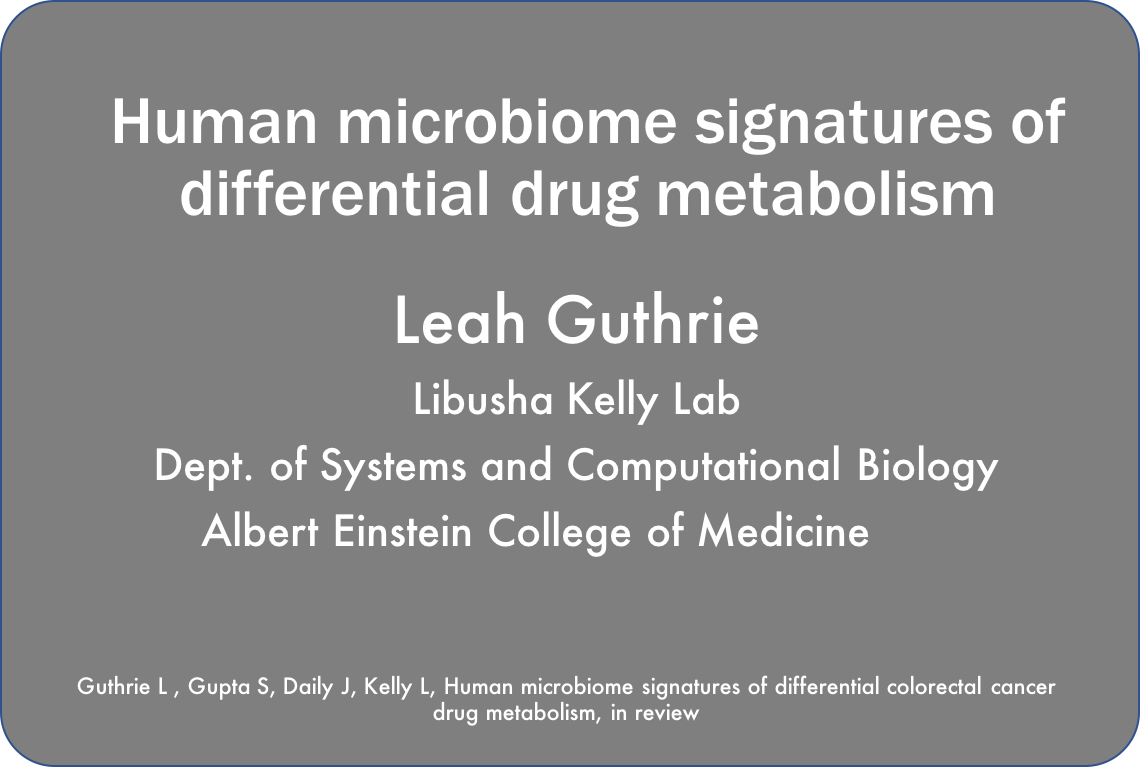 Human microbiome signatures of
differential drug metabolism
Leah Guthrie
Libusha Kelly Lab
Dept. of Systems and Computational Biology
Albert Einstein College of Medicine
Guthrie L , Gupta S, Daily J, Kelly L, Human microbiome signatures of differential colorectal cancer
drug metabolism, in review